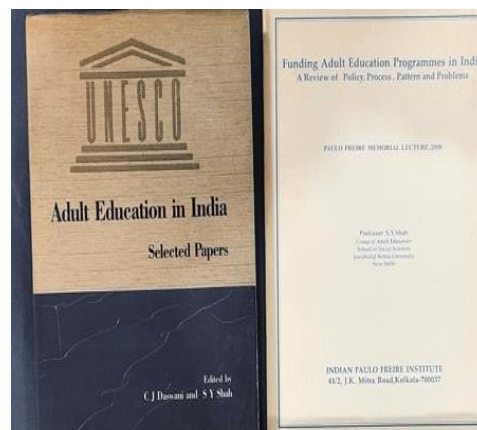 UNESCO
Adult Education in India
Selected Papers
Edited by
C J Daswani and S Y Shah
Funding Adult Education Programmes in Indi
A Review of Policy, Process, Pattern and Problems
PAULO FREIRE MEMORIAL LECTURE, 2008
Professor S.Y.Shah
Group of Adult Education
School of Social Sciences
Jawaharlal Nehru University
New Delhi
INDIAN PAULO FREIRE INSTITUTE
48/2, J.K. Mitra Road, Kolkata-700037